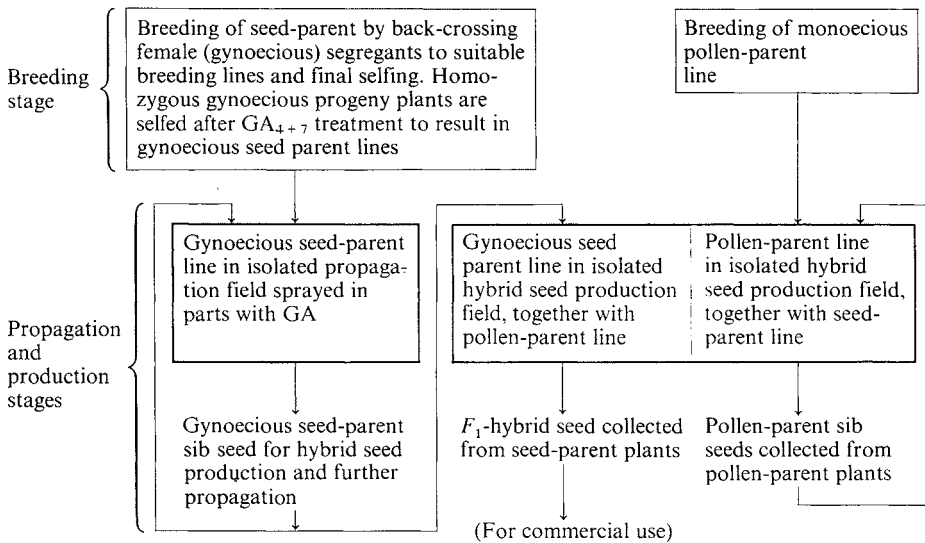 Breeding
stage
Breeding of seed-parent by back-crossing
female (gynoecious) segregants to suitable
breeding lines and final selfing. Homo-
zygous gynoecious progeny plants are
selfed after GA₄₊₇ treatment to result in
gynoecious seed parent lines
Breeding of monoecious
pollen-parent
line
Propagation
and
production
stages
Gynoecious seed-parent
line in isolated propaga-
tion field sprayed in
parts with GA
Gynoecious seed
parent line in isolated
hybrid seed production
field, together with
pollen-parent line
Pollen-parent line
in isolated hybrid
seed production field,
together with seed-
parent line
Gynoecious seed-parent
sib seed for hybrid seed
production and further
propagation
F₁-hybrid seed collected
from seed-parent plants
Pollen-parent sib
seeds collected from
pollen-parent plants
(For commercial use)